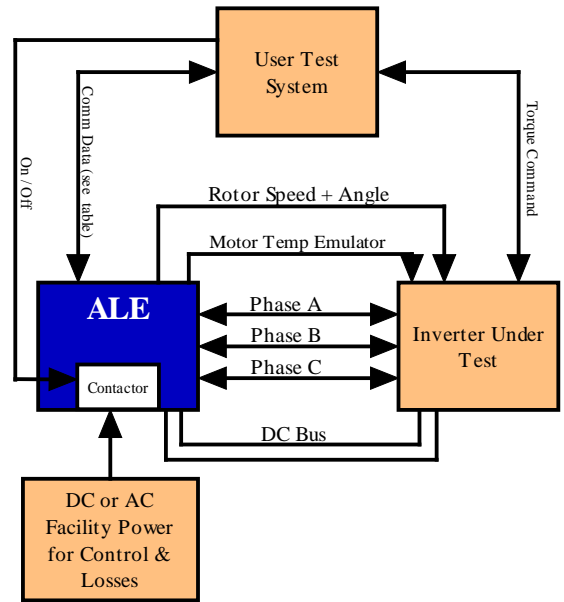 User Test
System
Comm Data (see table)
On / Off
Torque Command
Rotor Speed + Angle
Motor Temp Emulator
ALE
Phase A
Phase B
Phase C
Inverter Under
Test
Contactor
DC Bus
DC or AC
Facility Power
for Control &
Losses